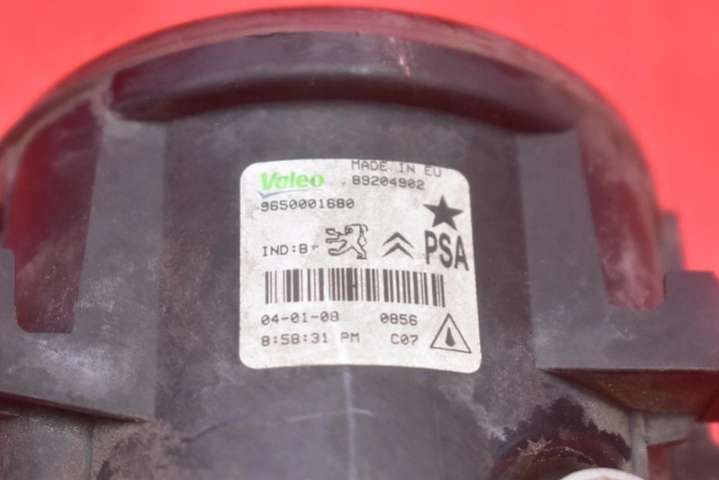 Valeo MADE IN EU
89204902
9650001680
IND:B PSA
04-01-08 0856
8:58:31 PM C07